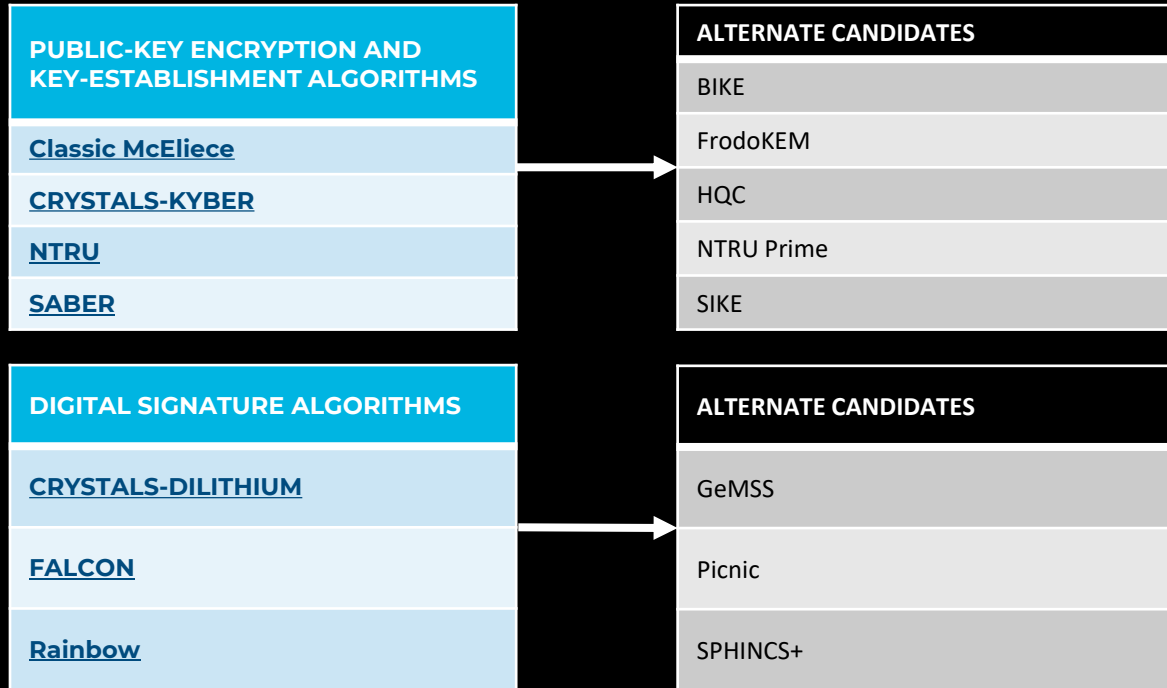 PUBLIC-KEY ENCRYPTION AND
KEY-ESTABLISHMENT ALGORITHMS
Classic McEliece
CRYSTALS-KYBER
NTRU
SABER
ALTERNATE CANDIDATES
BIKE
FrodoKEM
HQC
NTRU Prime
SIKE
DIGITAL SIGNATURE ALGORITHMS
CRYSTALS-DILITHIUM
FALCON
Rainbow
ALTERNATE CANDIDATES
GeMSS
Picnic
SPHINCS+